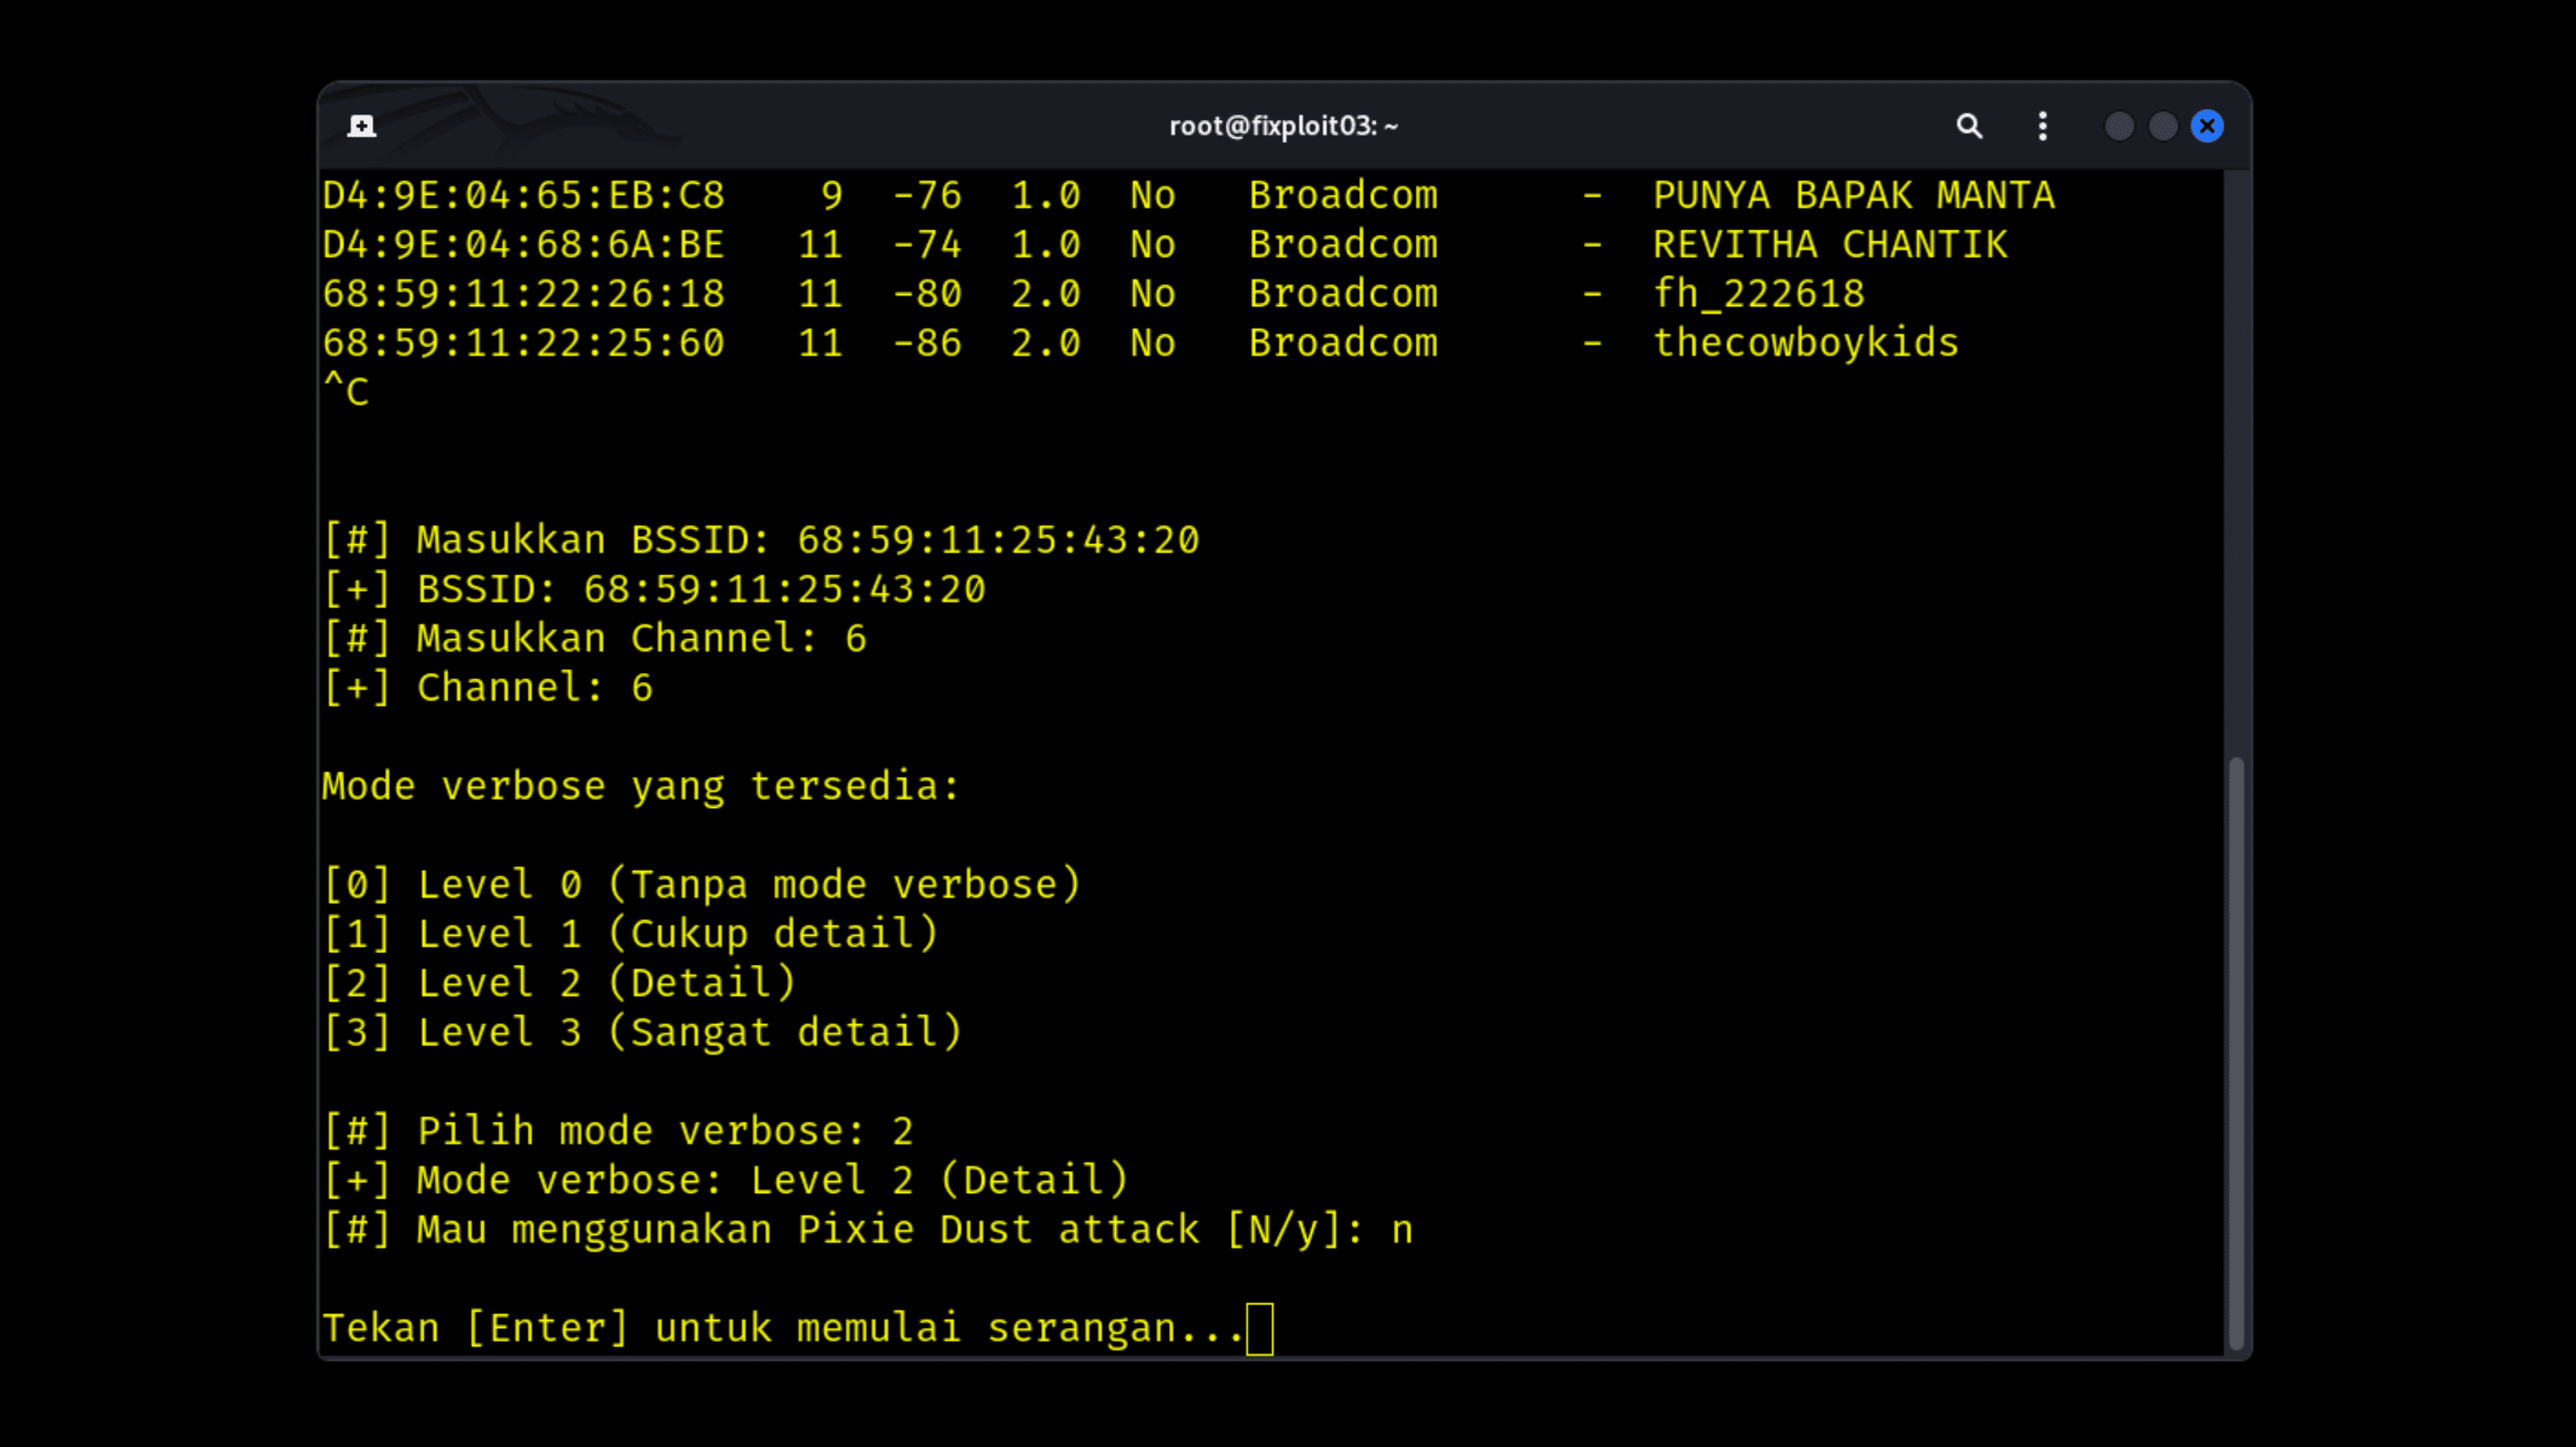 root@fixploit03: ~
D4:9E:04:65:EB:C8 9 -76 1.0 No Broadcom - PUNYA BAPAK MANTA
D4:9E:04:68:6A:BE 11 -74 1.0 No Broadcom - REVITHA CHANTIK
68:59:11:22:26:18 11 -80 2.0 No Broadcom - fh_222618
68:59:11:22:25:60 11 -86 2.0 No Broadcom - thecowboykids
^C
[#] Masukkan BSSID: 68:59:11:25:43:20
[+] BSSID: 68:59:11:25:43:20
[#] Masukkan Channel: 6
[+] Channel: 6
Mode verbose yang tersedia:
[0] Level 0 (Tanpa mode verbose)
[1] Level 1 (Cukup detail)
[2] Level 2 (Detail)
[3] Level 3 (Sangat detail)
[#] Pilih mode verbose: 2
[+] Mode verbose: Level 2 (Detail)
[#] Mau menggunakan Pixie Dust attack [N/y]: n
Tekan [Enter] untuk memulai serangan...